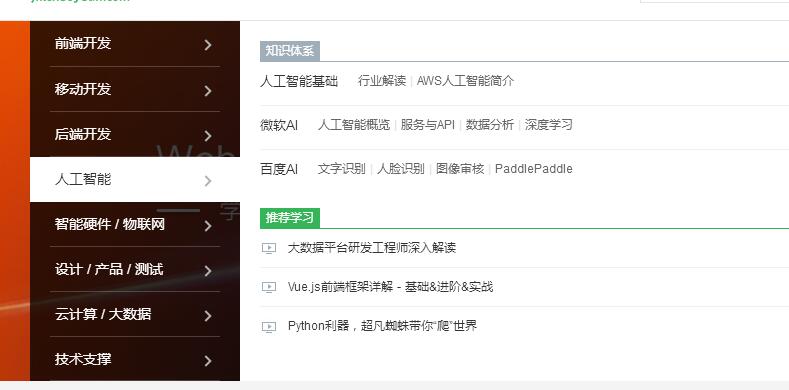 前端开发
移动开发
后端开发
人工智能
智能硬件 / 物联网
设计 / 产品 / 测试
云计算 / 大数据
技术支撑
知识体系
人工智能基础 行业解读 | AWS人工智能简介
微软AI 人工智能概览 | 服务与API | 数据分析 | 深度学习
百度AI 文字识别 | 人脸识别 | 图像审核 | PaddlePaddle
推荐学习
大数据平台研发工程师深入解读
Vue.js前端框架详解 - 基础&进阶&实战
Python利器，超凡蜘蛛带你“爬”世界
Web
学